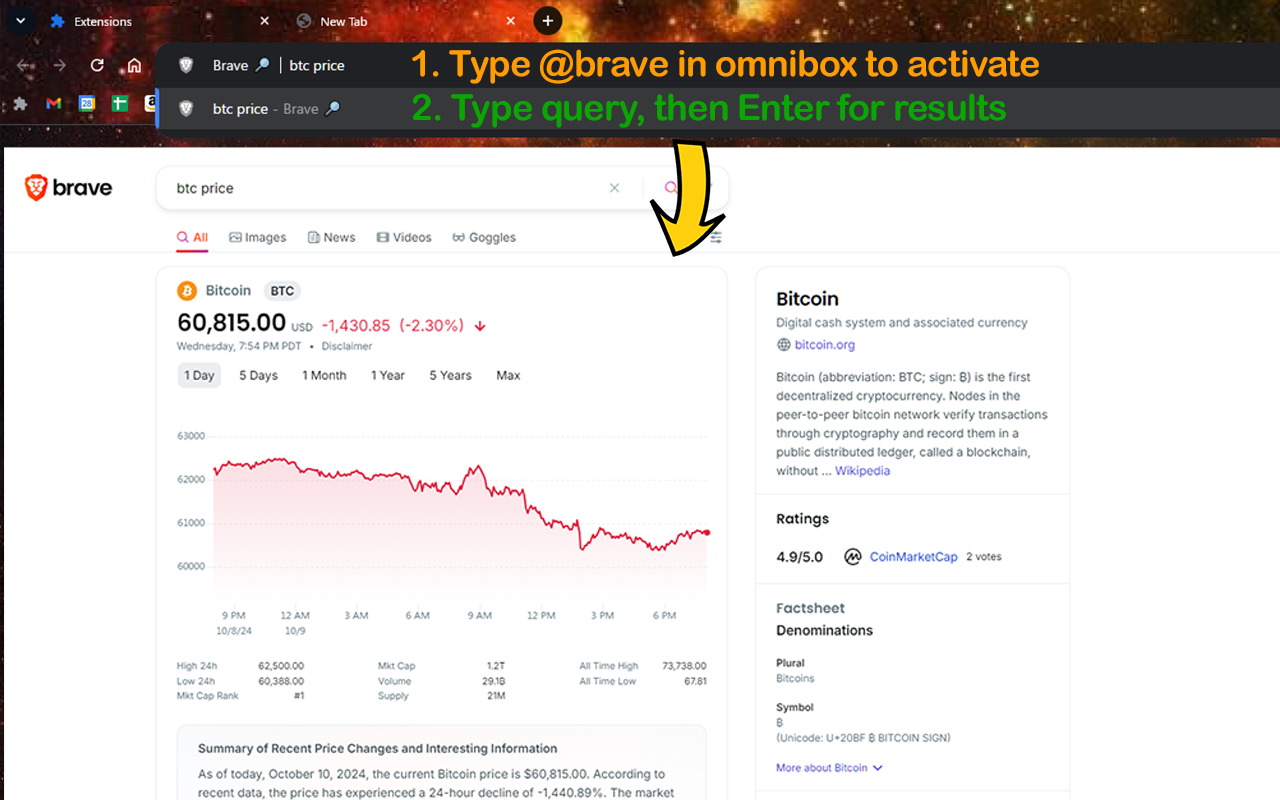 Extensions
New Tab
Brave 🔎 | btc price
1. Type @brave in omnibox to activate
btc price - Brave 🔎
2. Type query, then Enter for results
28
a
brave
btc price
All Images News Videos Goggles
Bitcoin BTC
60,815.00 USD -1,430.85 (-2.30%) ↓
Wednesday, 7:54 PM PDT • Disclaimer
1 Day 5 Days 1 Month 1 Year 5 Years Max
63000
62000
61000
60000
9 PM 12 AM 3 AM 6 AM 9 AM 12 PM 3 PM 6 PM
10/8/24 10/9
High 24h 62,500.00 Mkt Cap 1.2T All Time High 73,738.00
Low 24h 60,388.00 Volume 29.1B All Time Low 67.81
Mkt Cap Rank #1 Supply 21M
Summary of Recent Price Changes and Interesting Information
As of today, October 10, 2024, the current Bitcoin price is $60,815.00. According to
recent data, the price has experienced a 24-hour decline of -1,440.89%. The market
Bitcoin
Digital cash system and associated currency
bitcoin.org
Bitcoin (abbreviation: BTC; sign: ₿) is the first
decentralized cryptocurrency. Nodes in the
peer-to-peer bitcoin network verify transactions
through cryptography and record them in a
public distributed ledger, called a blockchain,
without ... Wikipedia
Ratings
4.9/5.0 CoinMarketCap 2 votes
Factsheet
Denominations
Plural
Bitcoins
Symbol
₿
(Unicode: U+20BF ₿ BITCOIN SIGN)
More about Bitcoin